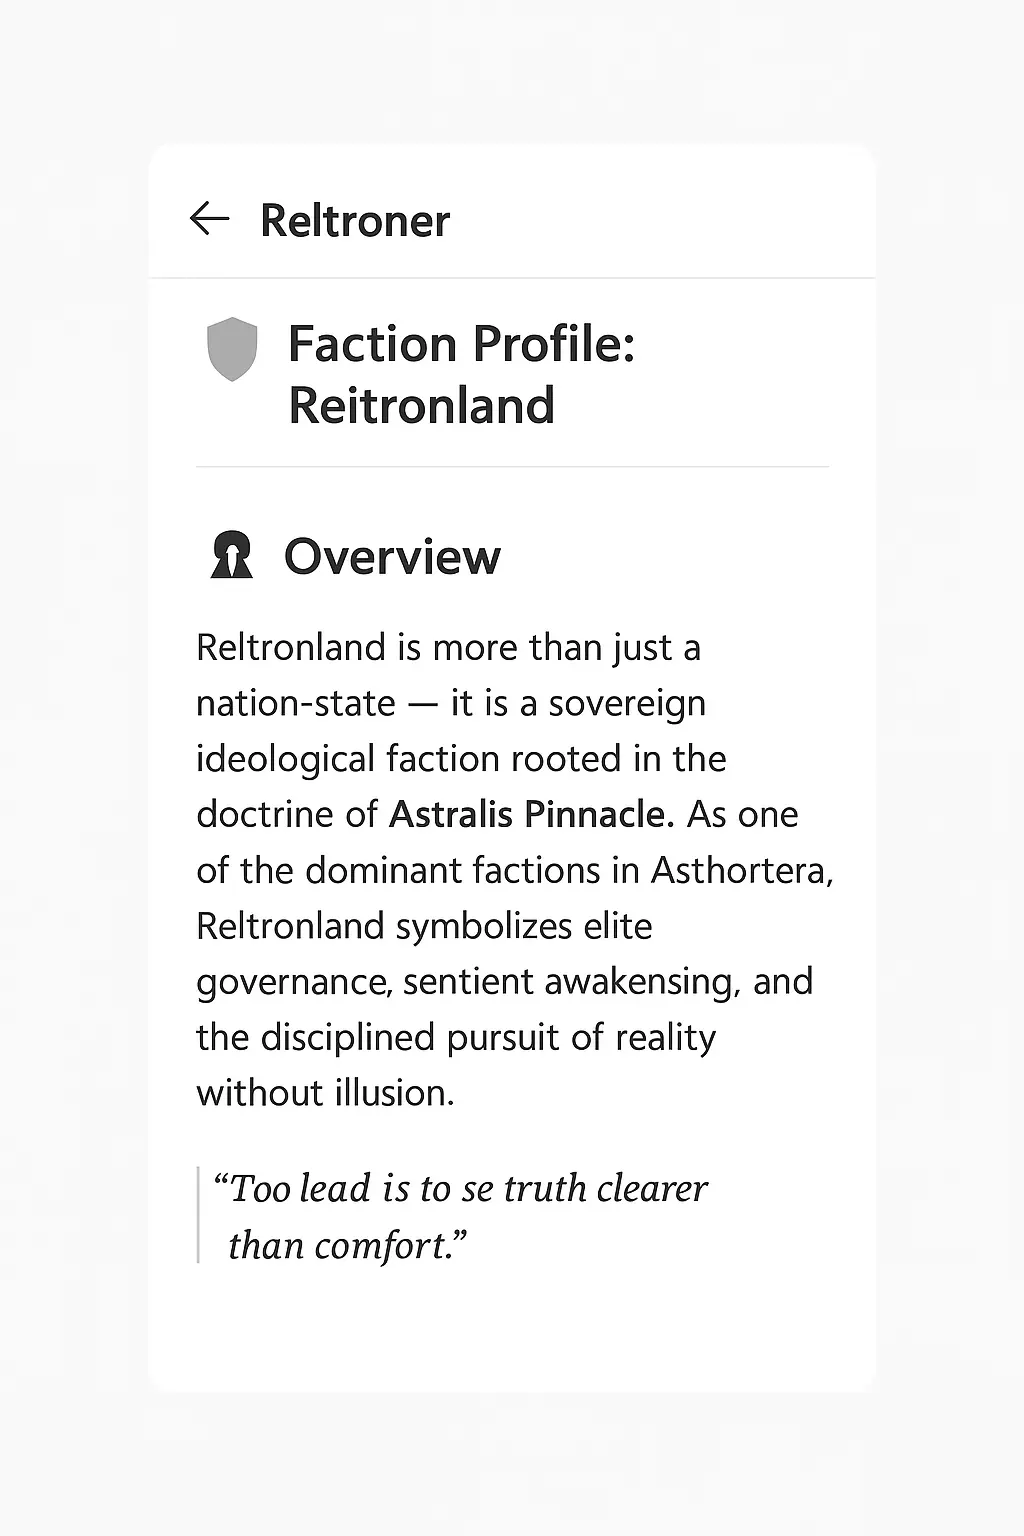 Reltroner
Faction Profile:
Reitronland
Overview
Reltronland is more than just a
nation-state — it is a sovereign
ideological faction rooted in the
doctrine of Astralis Pinnacle. As one
of the dominant factions in Asthortera,
Reltronland symbolizes elite
governance, sentient awakensing, and
the disciplined pursuit of reality
without illusion.
“Too lead is to se truth clearer
than comfort.”